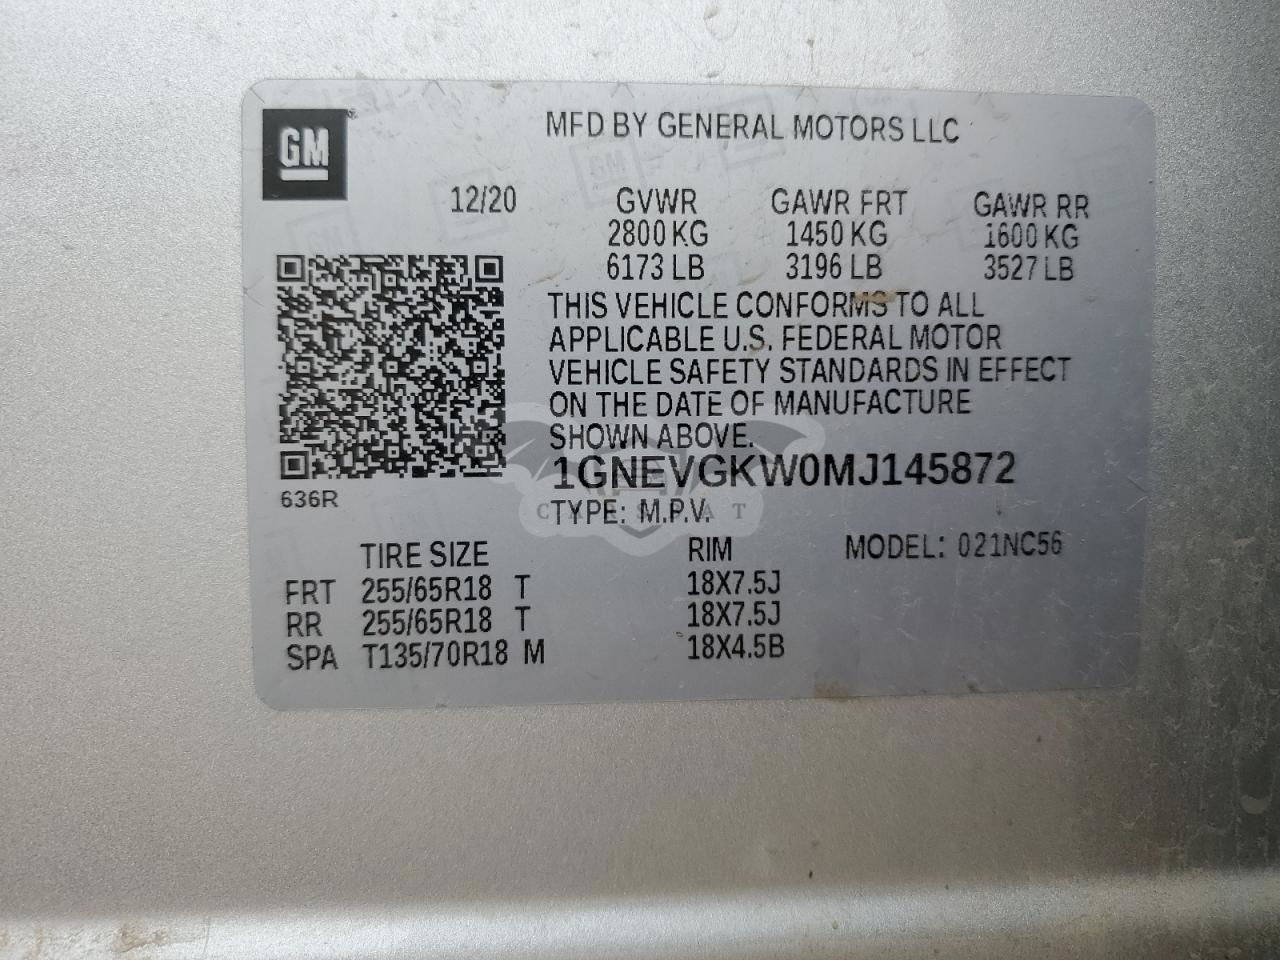 GM
MFD BY GENERAL MOTORS LLC
12/20 GVWR GAWR FRT GAWR RR
2800 KG 1450 KG 1600 KG
6173 LB 3196 LB 3527 LB
THIS VEHICLE CONFORMS TO ALL
APPLICABLE U.S. FEDERAL MOTOR
VEHICLE SAFETY STANDARDS IN EFFECT
ON THE DATE OF MANUFACTURE
SHOWN ABOVE.
1GNEVGKW0MJ145872
636R
TYPE: M.P.V.
TIRE SIZE RIM MODEL: 021NC56
FRT 255/65R18 T 18X7.5J
RR 255/65R18 T 18X7.5J
SPA T135/70R18 M 18X4.5B